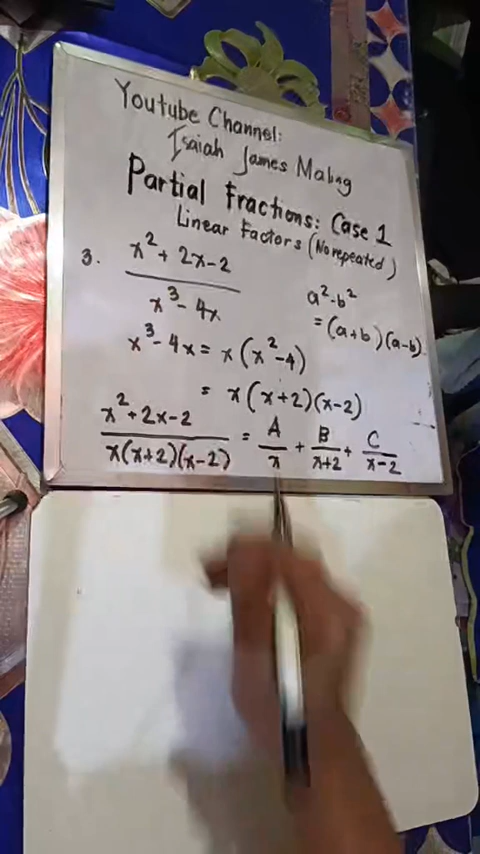 Youtube Channel:
Isaiah James Maling
Partial Fractions: Case 1
Linear Factors (No repeated)
3. x² + 2x - 2 / x³ - 4x
a² - b²
= (a+b)(a-b)
x³ - 4x = x(x² - 4)
= x(x+2)(x-2)
x² + 2x - 2 / x(x+2)(x-2) = A/x + B/x+2 + C/x-2